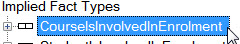 Implied Fact Types
CourseIsInvolvedInEnrolment